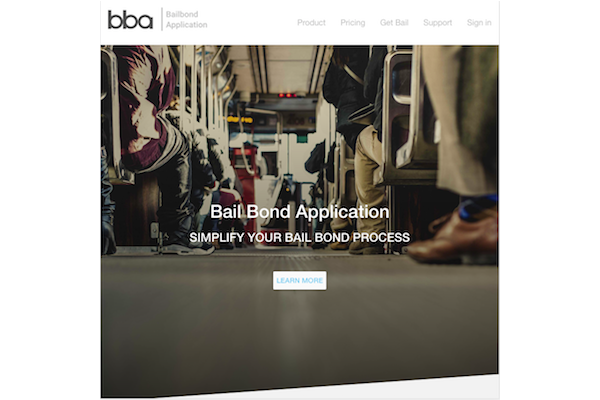 bba
Bailbond
Application
Product Pricing Get Bail Support Sign in
Bail Bond Application
SIMPLIFY YOUR BAIL BOND PROCESS
LEARN MORE